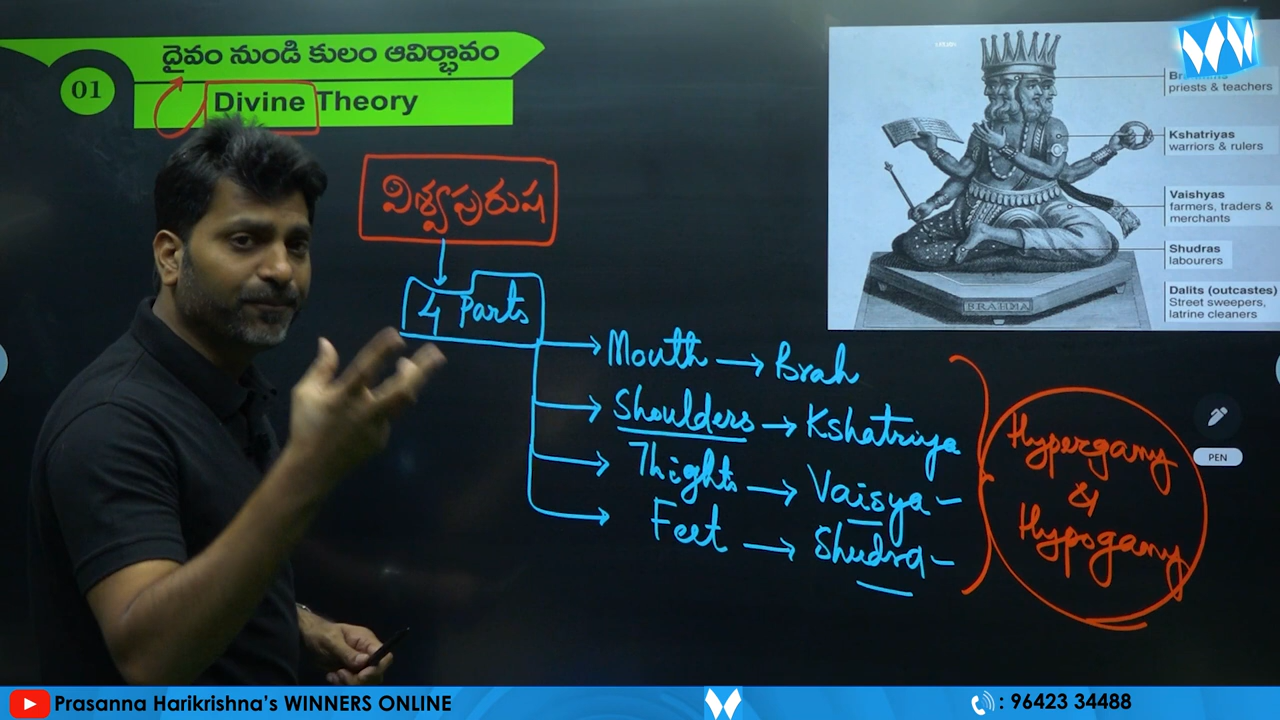 దైవం నుండి కులం ఆవిర్భావం
01
Divine Theory
విశ్వపురుష
4 Parts
Mouth → Brah
Shoulders → Kshatriya
Thights → Vaisya –
Feet → Shudra –
Hypergamy
&
Hypogamy
priests & teachers
Kshatriyas
warriors & rulers
Vaishyas
farmers, traders &
merchants
Shudras
labourers
Dalits (outcastes)
Street sweepers,
latrine cleaners
BRAHMA
PEN
Prasanna Harikrishna's WINNERS ONLINE
: 96423 34488